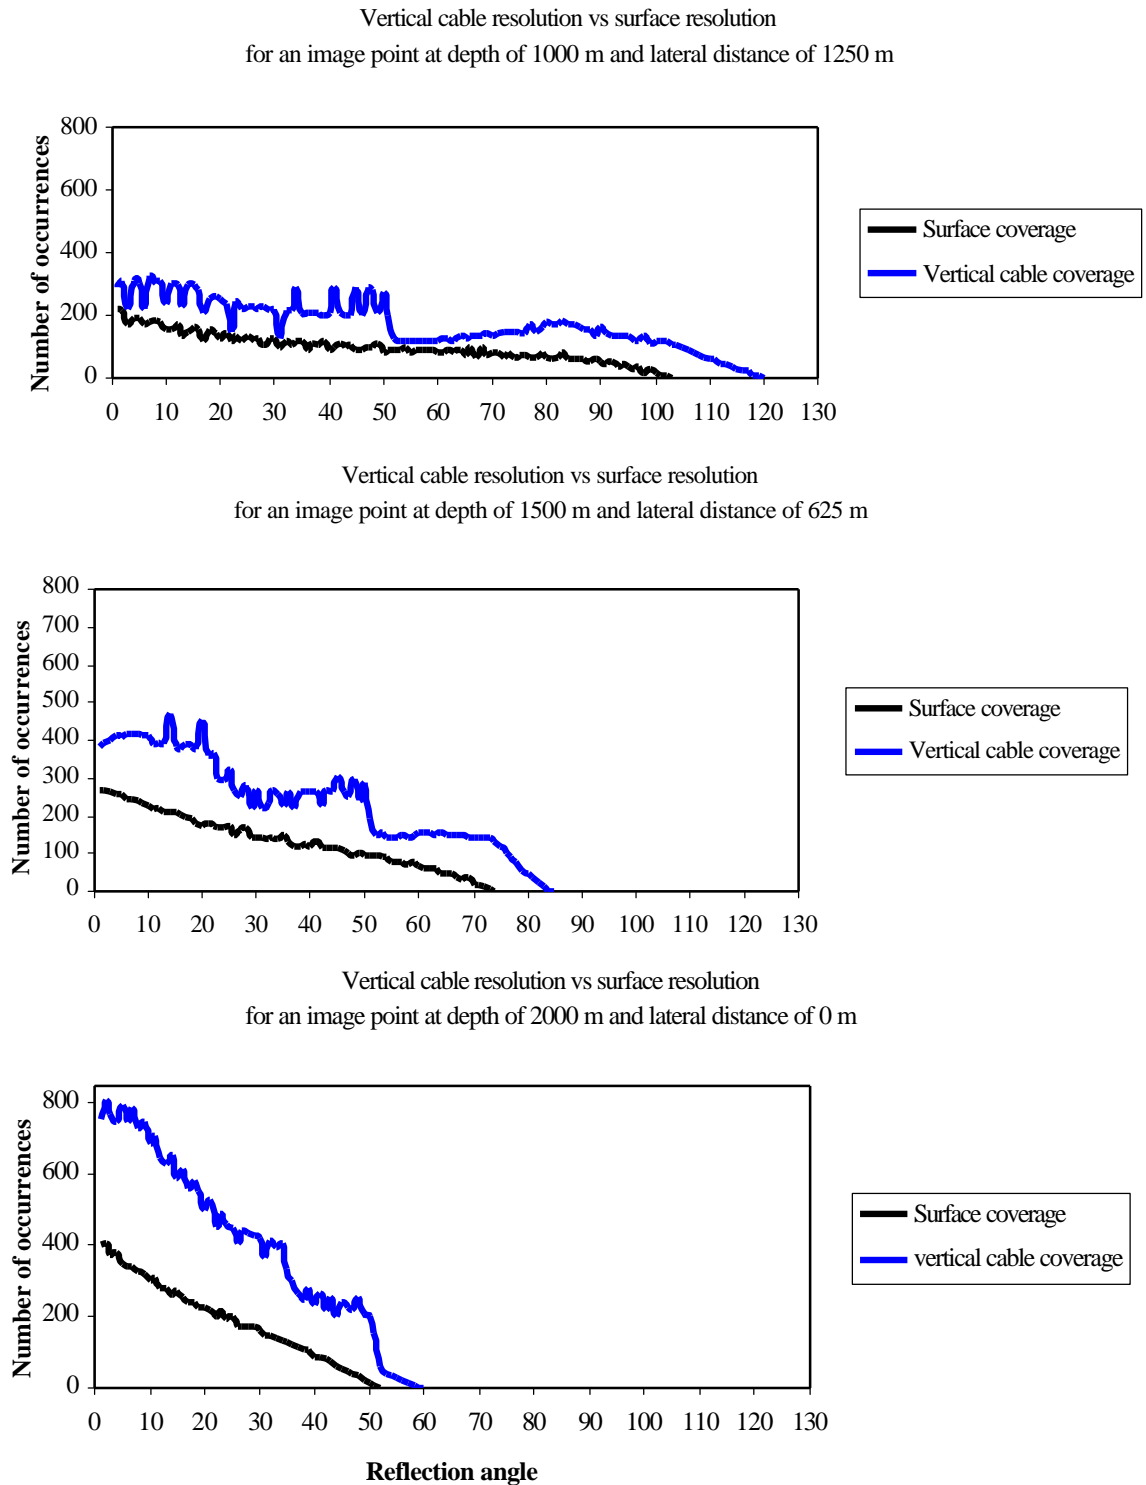 Vertical cable resolution vs surface resolution
for an image point at depth of 1000 m and lateral distance of 1250 m
Number of occurrences
800
600
400
200
0
0 10 20 30 40 50 60 70 80 90 100 110 120 130
Surface coverage
Vertical cable coverage
Vertical cable resolution vs surface resolution
for an image point at depth of 1500 m and lateral distance of 625 m
Number of occurrences
800
700
600
500
400
300
200
100
0
0 10 20 30 40 50 60 70 80 90 100 110 120 130
Surface coverage
Vertical cable coverage
Vertical cable resolution vs surface resolution
for an image point at depth of 2000 m and lateral distance of 0 m
Number of occurrences
800
600
400
200
0
0 10 20 30 40 50 60 70 80 90 100 110 120 130
Surface coverage
vertical cable coverage
Reflection angle